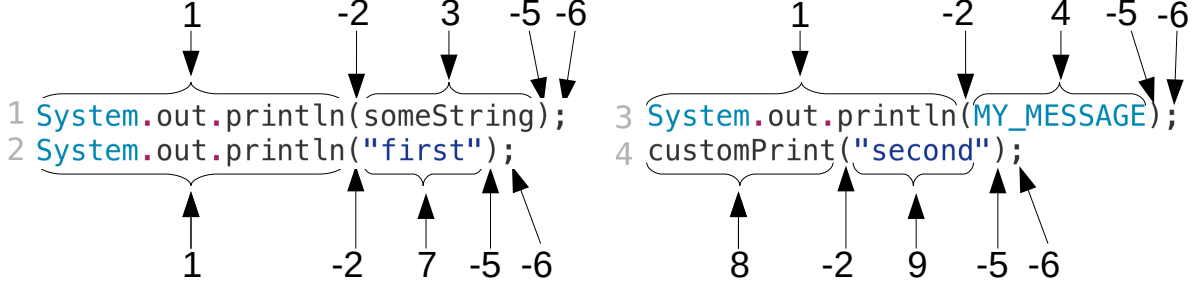 1 -2 3 -5 -6 1 -2 4 -5 -6
1 System.out.println(someString); 3 System.out.println(MY_MESSAGE);
2 System.out.println("first"); 4 customPrint("second");
1 -2 7 -5 -6 8 -2 9 -5 -6